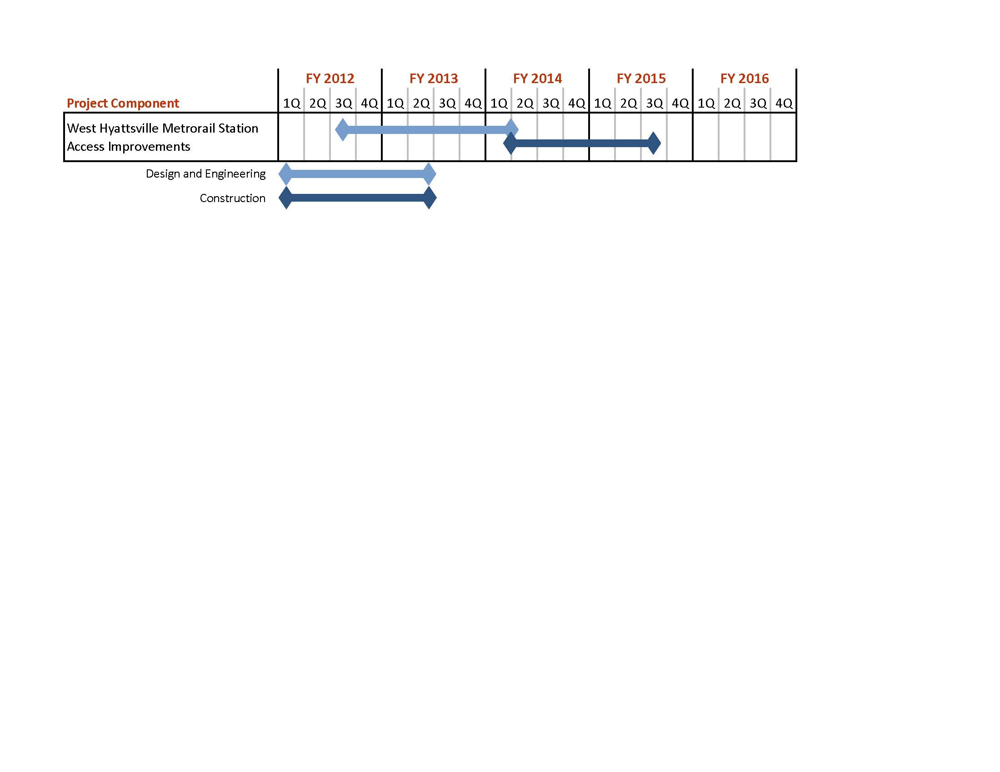 FY 2012 FY 2013 FY 2014 FY 2015 FY 2016
Project Component 1Q 2Q 3Q 4Q 1Q 2Q 3Q 4Q 1Q 2Q 3Q 4Q 1Q 2Q 3Q 4Q 1Q 2Q 3Q 4Q
West Hyattsville Metrorail Station
Access Improvements
Design and Engineering
Construction